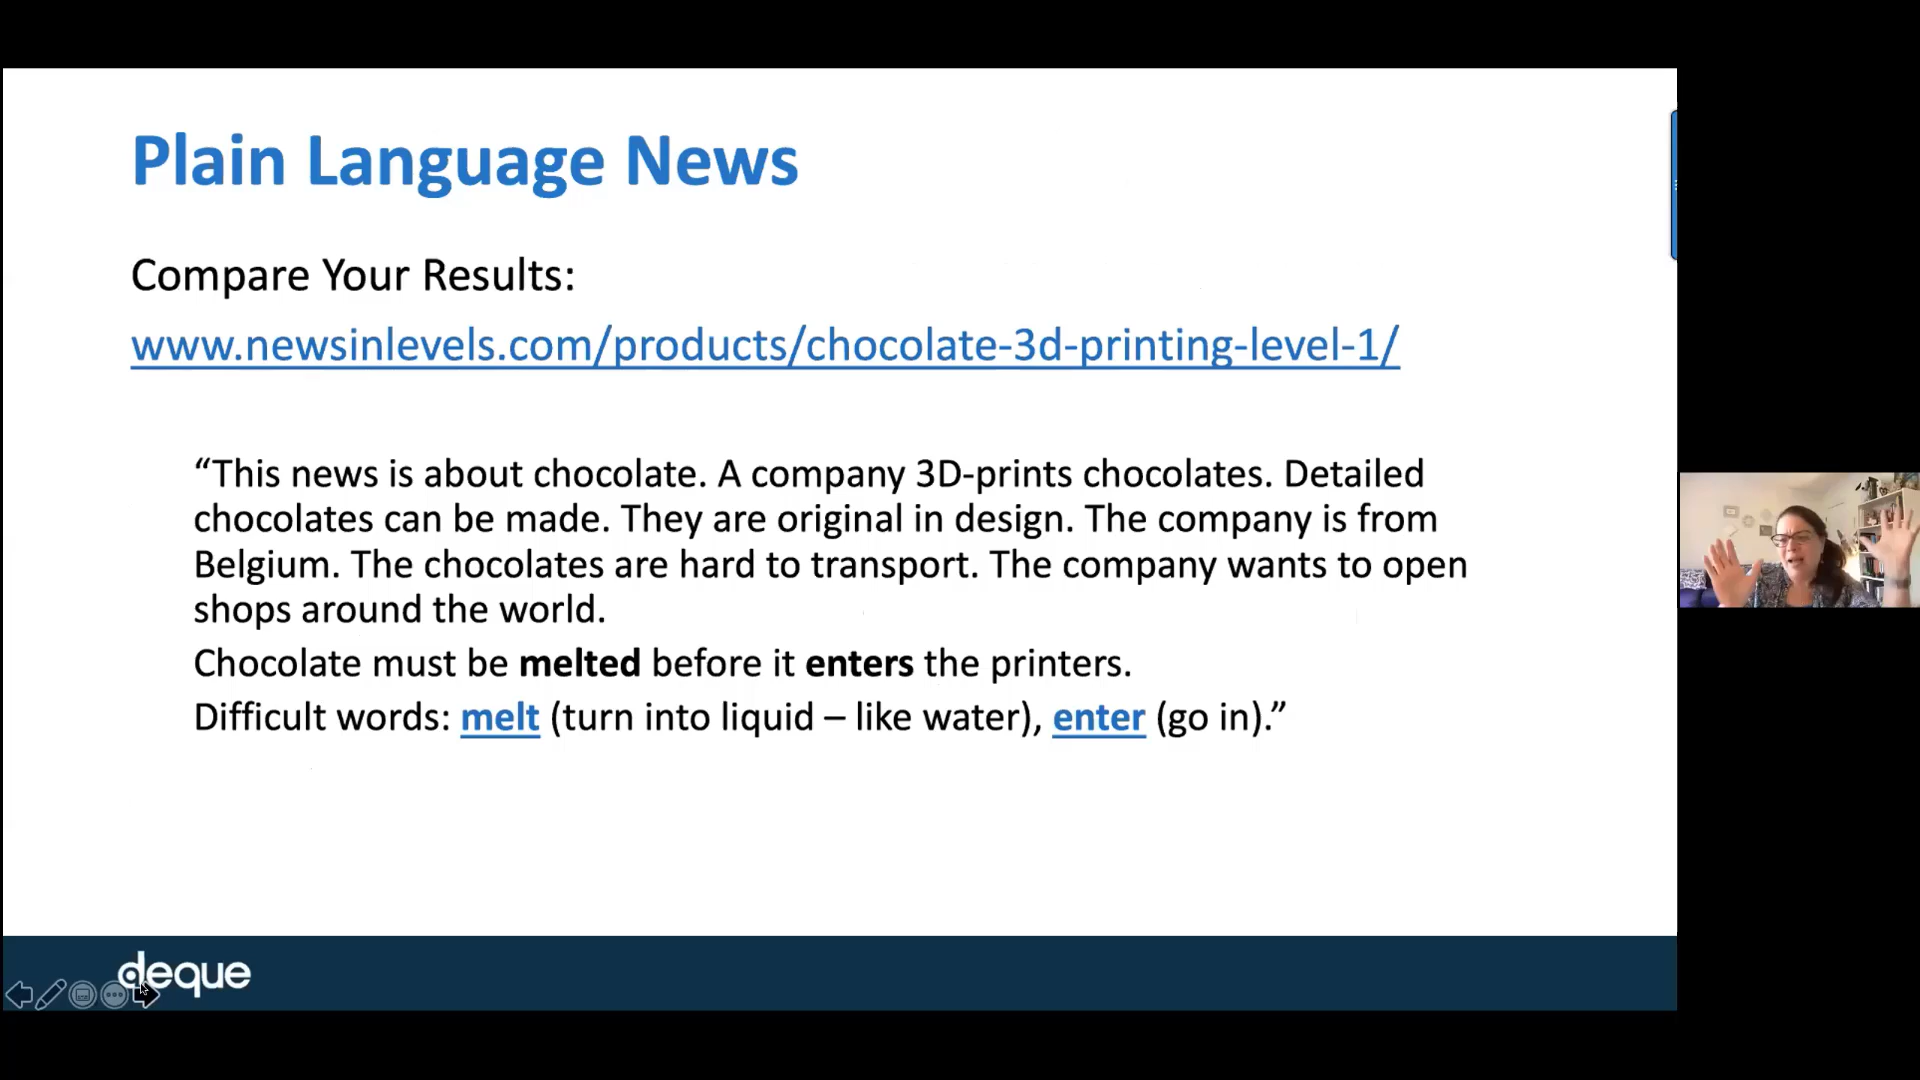 Plain Language News
Compare Your Results:
www.newsinlevels.com/products/chocolate-3d-printing-level-1/
“This news is about chocolate. A company 3D-prints chocolates. Detailed
chocolates can be made. They are original in design. The company is from
Belgium. The chocolates are hard to transport. The company wants to open
shops around the world.
Chocolate must be melted before it enters the printers.
Difficult words: melt (turn into liquid – like water), enter (go in).”
deque